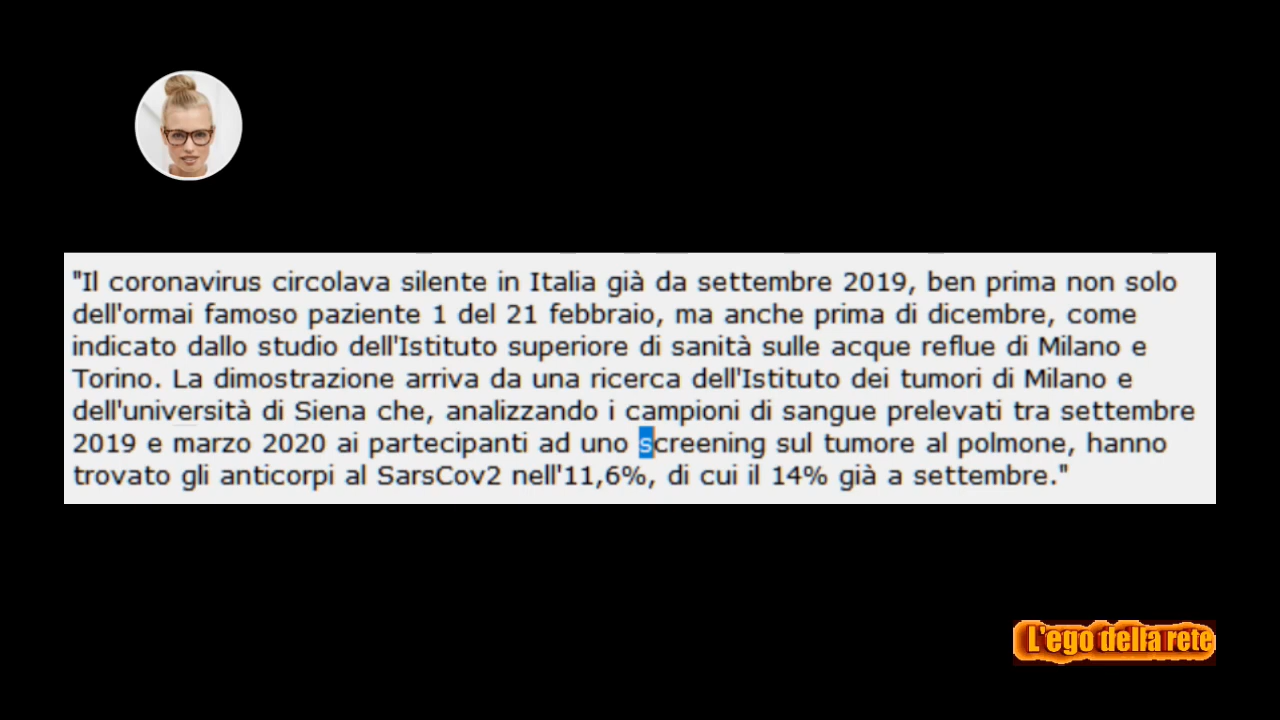 "Il coronavirus circolava silente in Italia già da settembre 2019, ben prima non solo
dell'ormai famoso paziente 1 del 21 febbraio, ma anche prima di dicembre, come
indicato dallo studio dell'Istituto superiore di sanità sulle acque reflue di Milano e
Torino. La dimostrazione arriva da una ricerca dell'Istituto dei tumori di Milano e
dell'università di Siena che, analizzando i campioni di sangue prelevati tra settembre
2019 e marzo 2020 ai partecipanti ad uno screening sul tumore al polmone, hanno
trovato gli anticorpi al SarsCov2 nell'11,6%, di cui il 14% già a settembre."
L'ego della rete